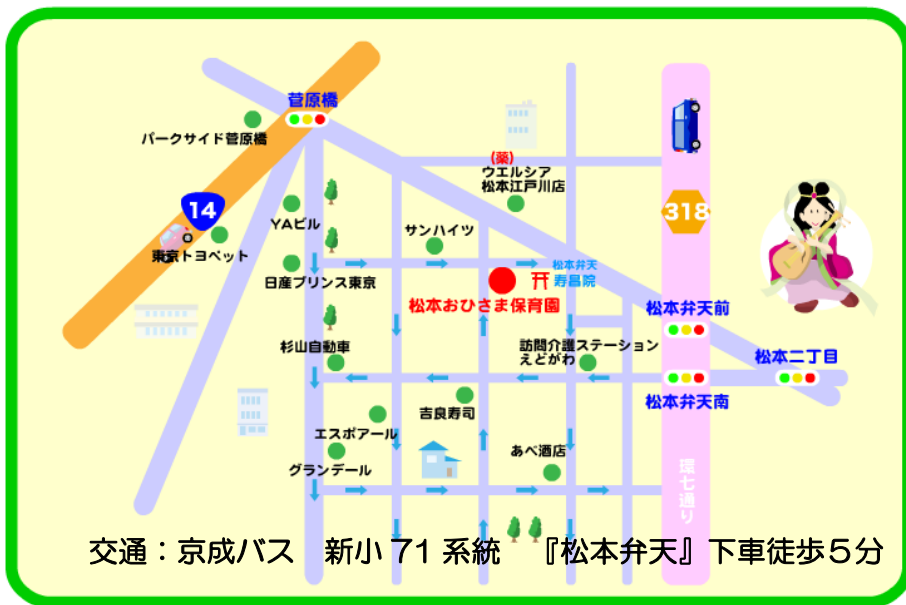 菅原橋
パークサイド菅原橋
(薬)
ウエルシア
松本江戸川店
14
318
YAビル
サンハイツ
東京トヨペット
日産プリンス東京
松本弁天
寿昌院
松本おひさま保育園
松本弁天前
杉山自動車
訪問介護ステーション
えどがわ
松本二丁目
松本弁天南
吉良寿司
エスポアール
グランデール
あべ酒店
環七通り
交通：京成バス　新小 71 系統　『松本弁天』下車徒歩５分